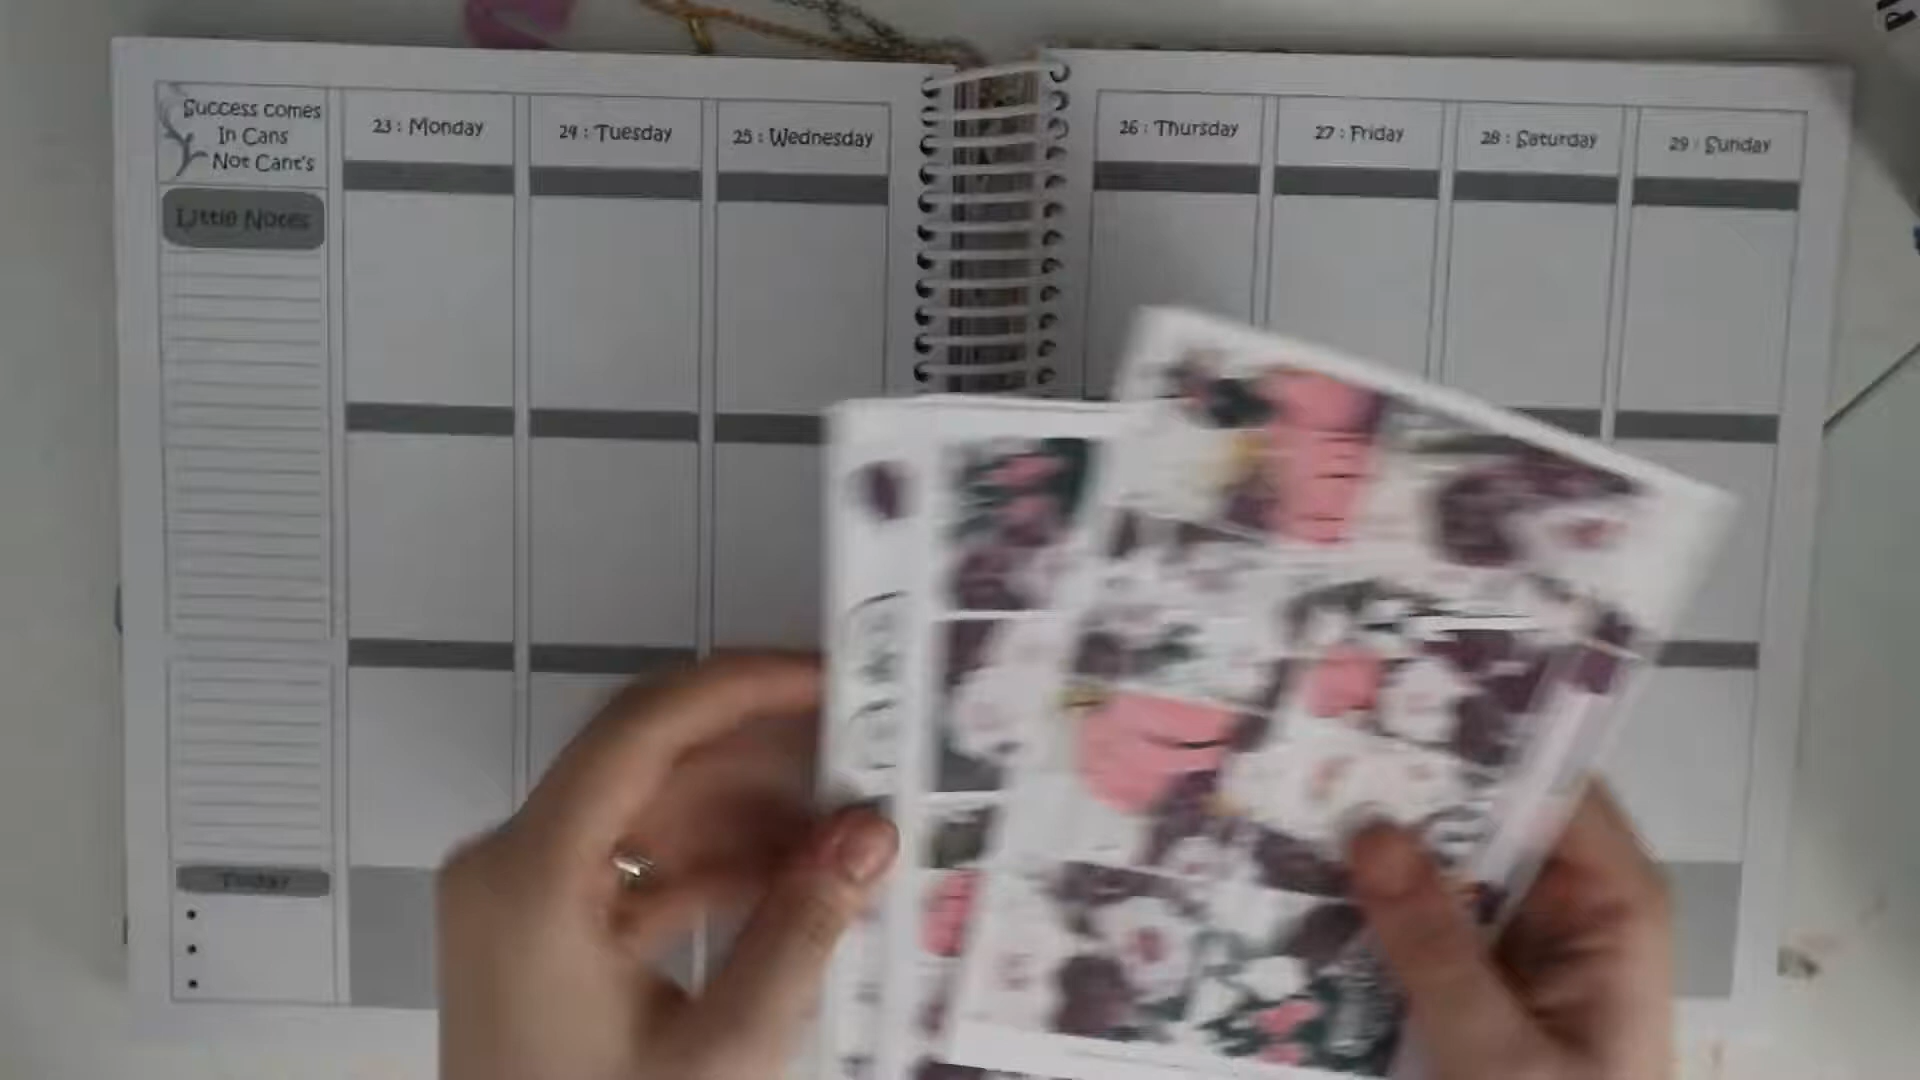 Success comes
In Cans
Not Cant's
23 : Monday
24 : Tuesday
25 : Wednesday
26 : Thursday
27 : Friday
28 : Saturday
29 : Sunday
Little Notes
Today